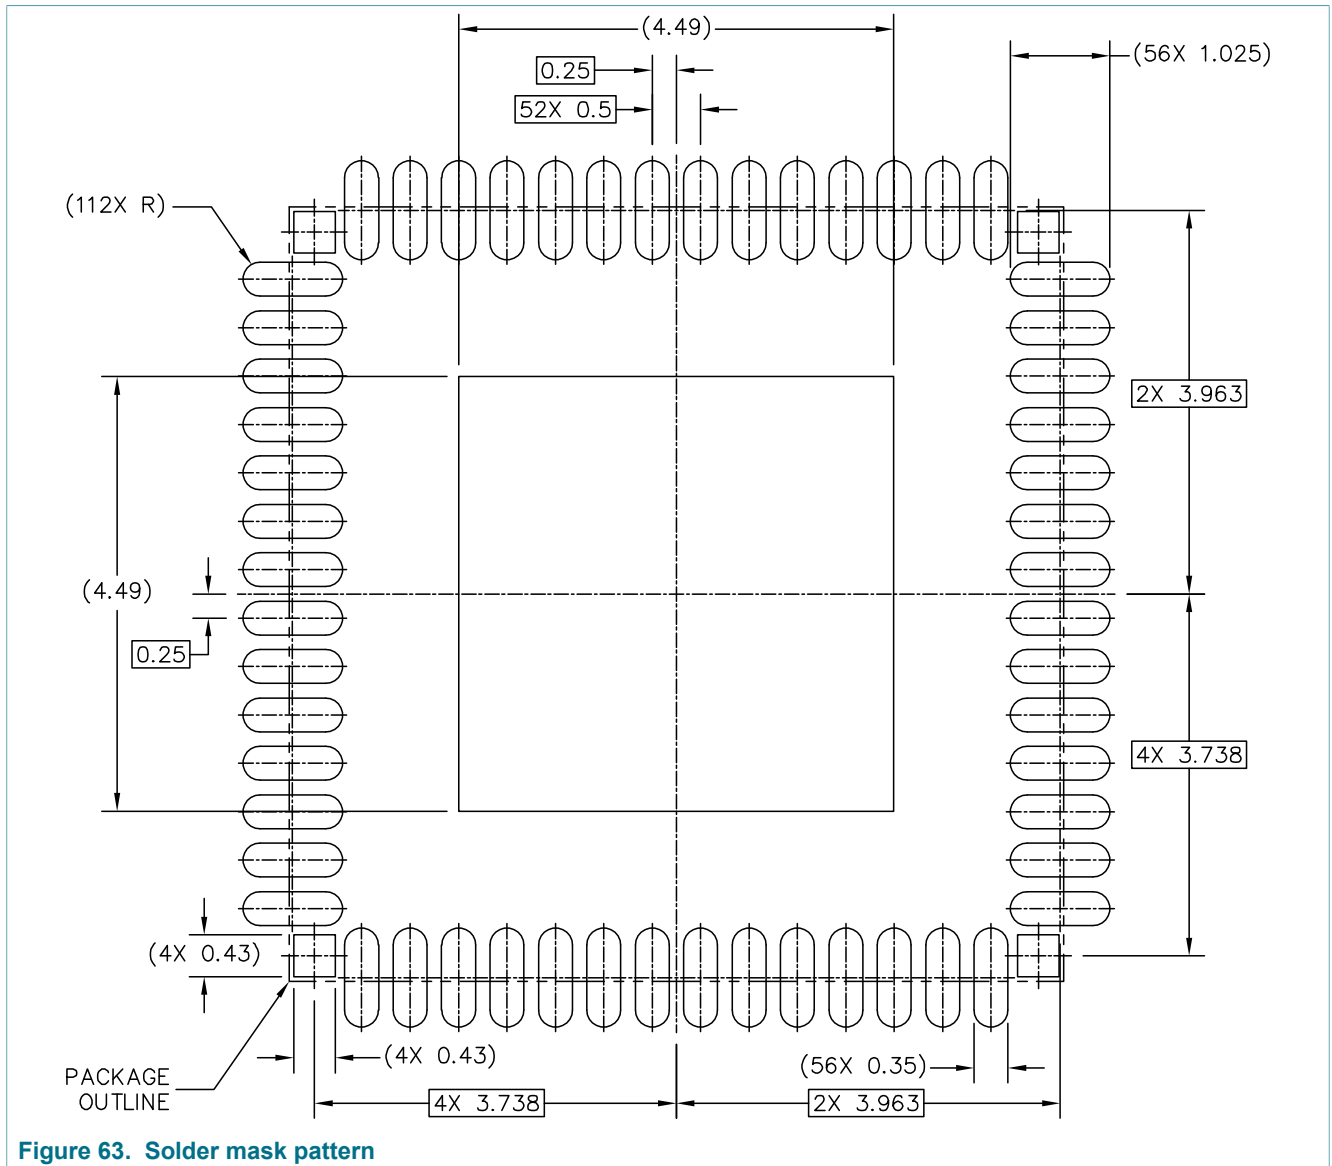 (4.49)
(56X 1.025)
0.25
52X 0.5
(112X R)
2X 3.963
(4.49)
0.25
4X 3.738
(4X 0.43)
(4X 0.43)
(56X 0.35)
PACKAGE
OUTLINE
4X 3.738
2X 3.963
Figure 63. Solder mask pattern